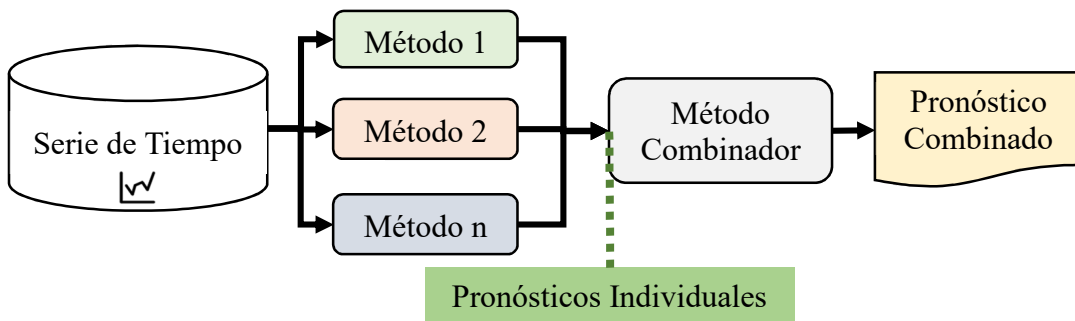 Serie de Tiempo
Método 1
Método 2
Método n
Método
Combinador
Pronóstico
Combinado
Pronósticos Individuales